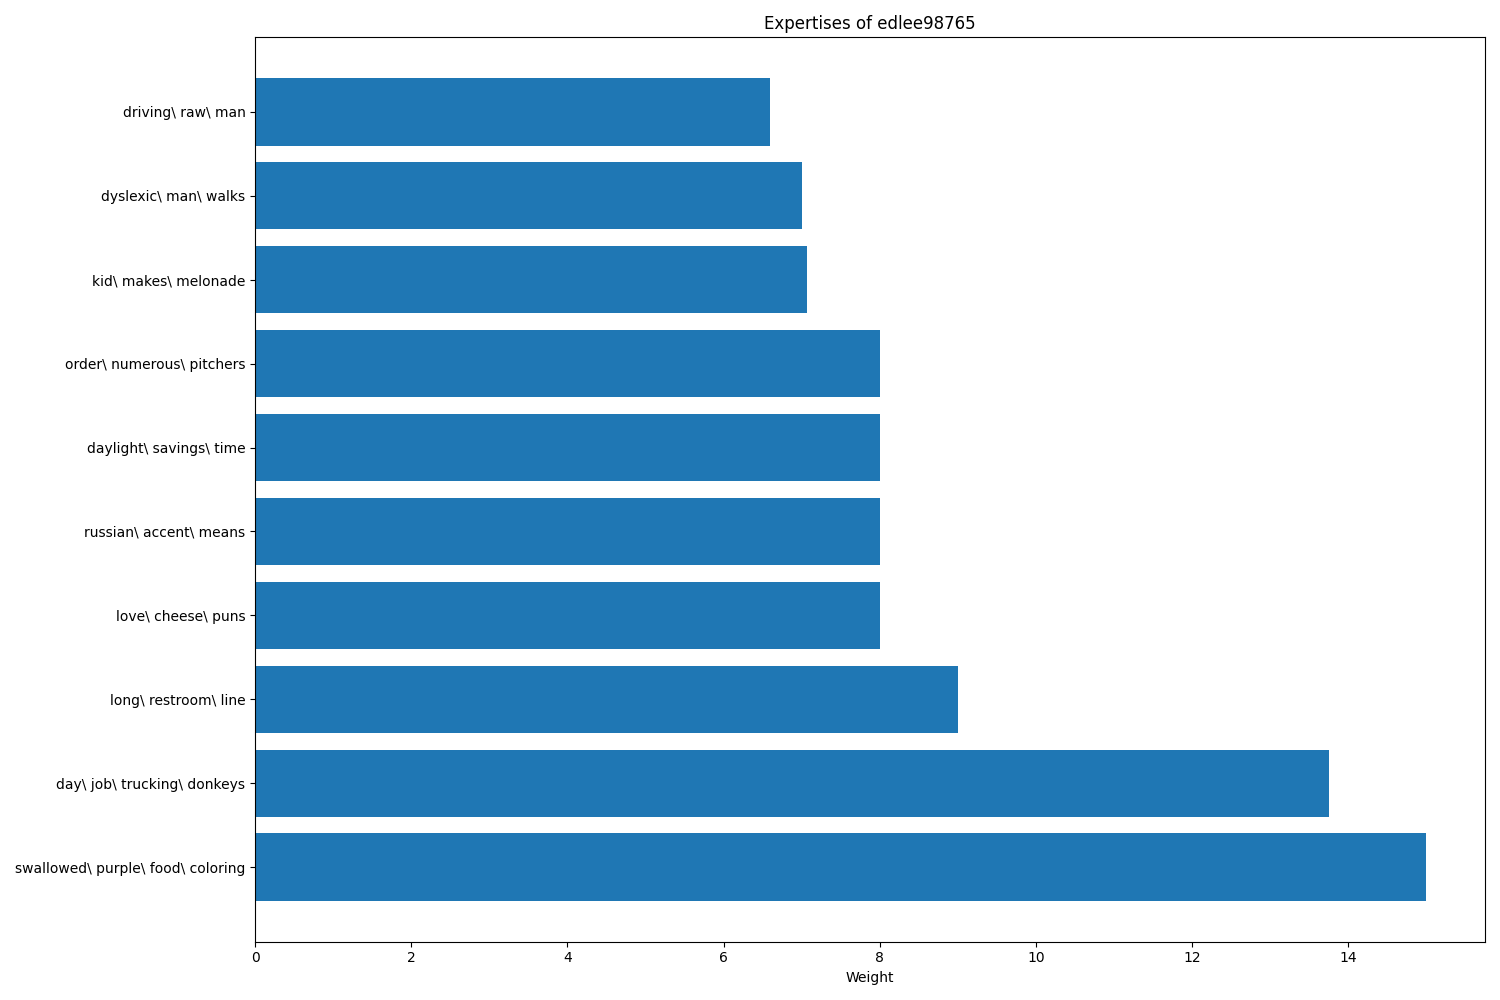 Expertises of edlee98765
driving\ raw\ man
dyslexic\ man\ walks
kid\ makes\ melonade
order\ numerous\ pitchers
daylight\ savings\ time
russian\ accent\ means
love\ cheese\ puns
long\ restroom\ line
day\ job\ trucking\ donkeys
swallowed\ purple\ food\ coloring
0 2 4 6 8 10 12 14
Weight